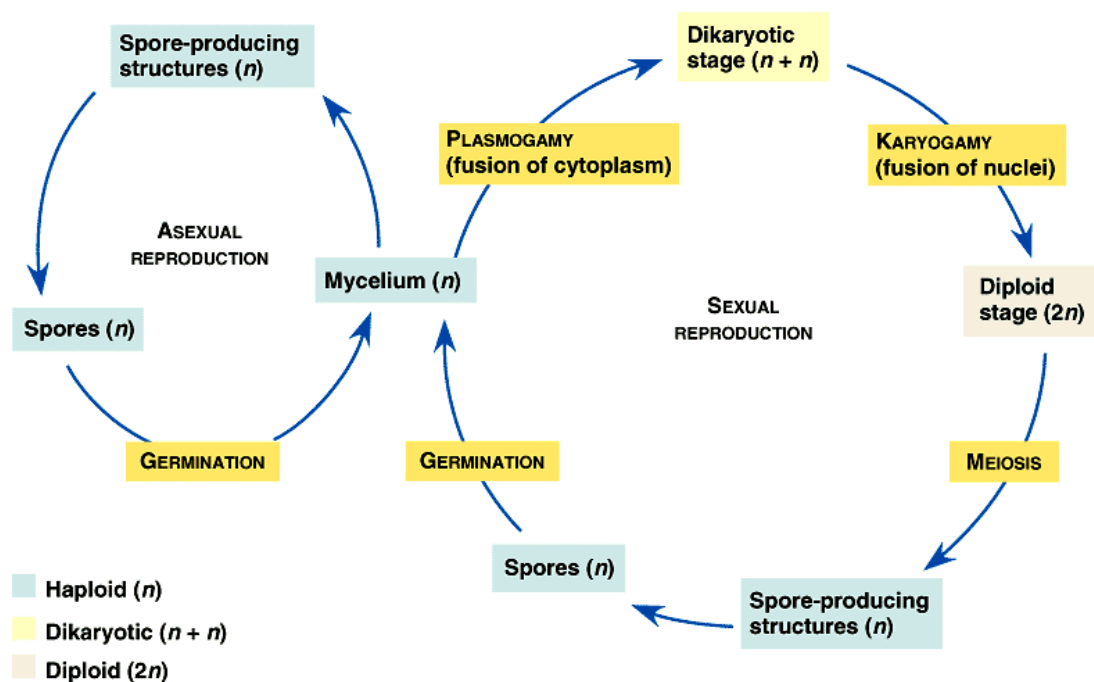 Spore-producing
structures (n)
Dikaryotic
stage (n + n)
PLASMOGAMY
(fusion of cytoplasm)
KARYOGAMY
(fusion of nuclei)
ASEXUAL
REPRODUCTION
Mycelium (n)
Spores (n)
SEXUAL
REPRODUCTION
Diploid
stage (2n)
GERMINATION
GERMINATION
MEIOSIS
Spores (n)
Spore-producing
structures (n)
Haploid (n)
Dikaryotic (n + n)
Diploid (2n)